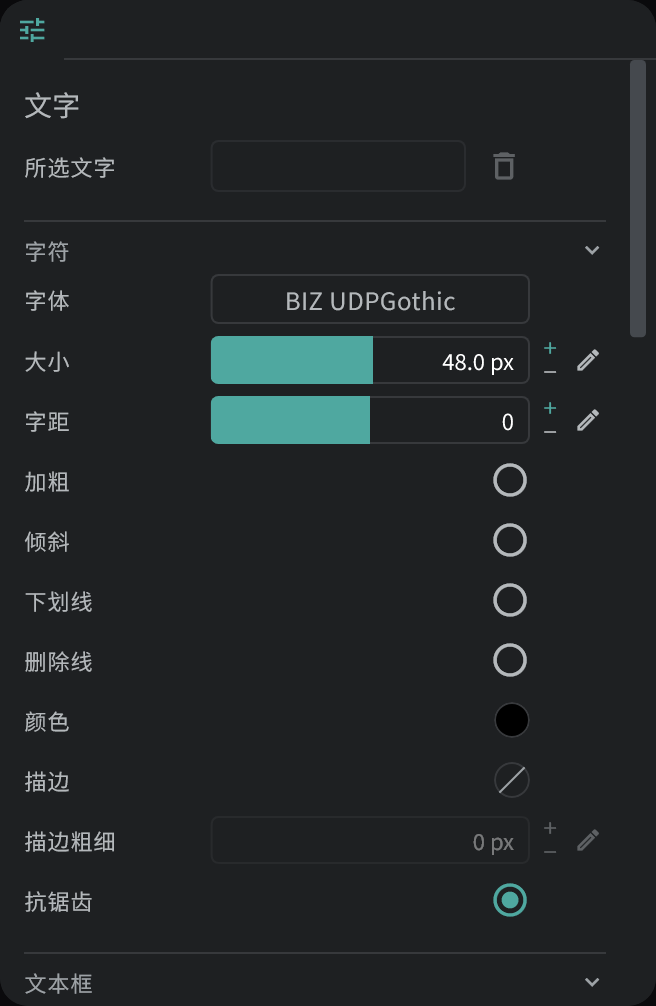 文字
所选文字
字符
字体 BIZ UDPGothic
大小 48.0 px + −
字距 0 + −
加粗
倾斜
下划线
删除线
颜色
描边
描边粗细 0 px + −
抗锯齿
文本框